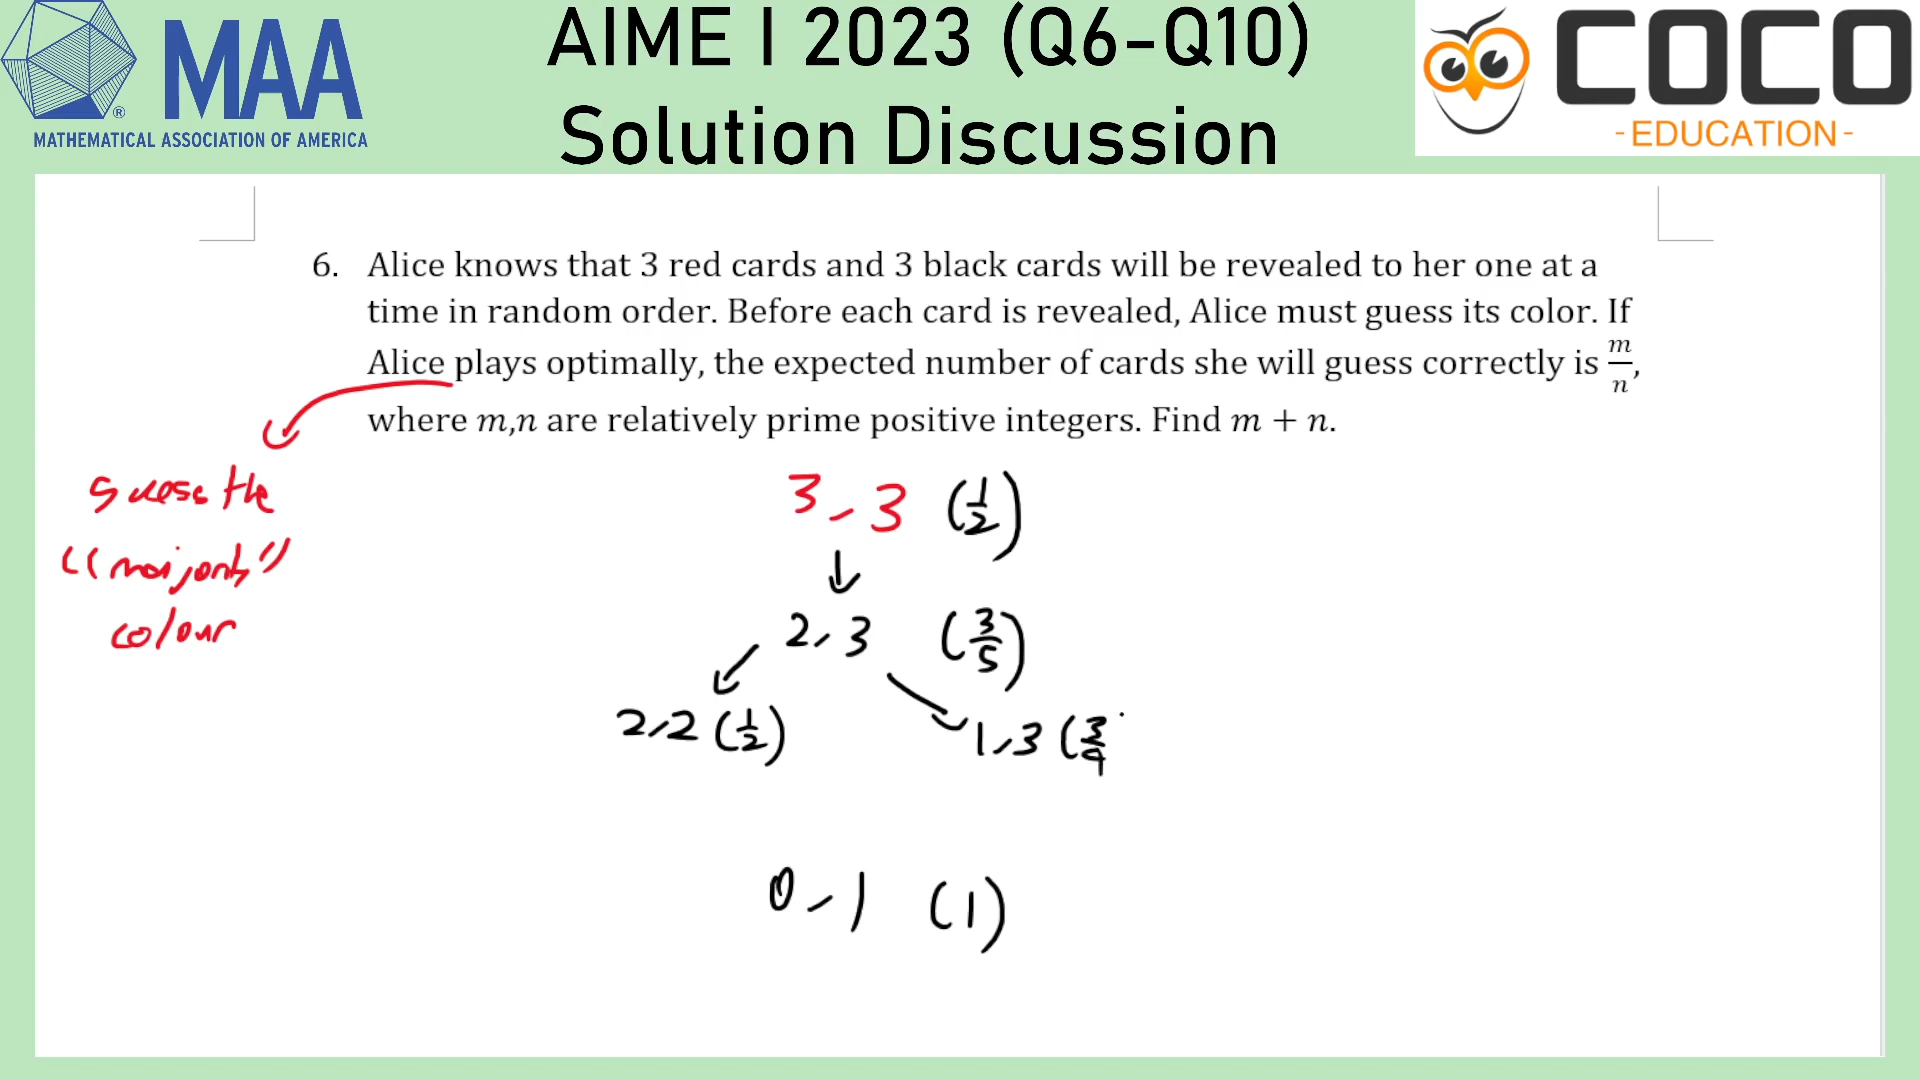 MAA
®
MATHEMATICAL ASSOCIATION OF AMERICA
AIME I 2023 (Q6-Q10)
Solution Discussion
COCO
-EDUCATION-
6. Alice knows that 3 red cards and 3 black cards will be revealed to her one at a
time in random order. Before each card is revealed, Alice must guess its color. If
Alice plays optimally, the expected number of cards she will guess correctly is m/n,
where m,n are relatively prime positive integers. Find m + n.
guess the
"majority"
colour
3,3 (1/2)
2,3 (3/5)
2,2 (1/2)
1,3 (3/4
0,1 (1)